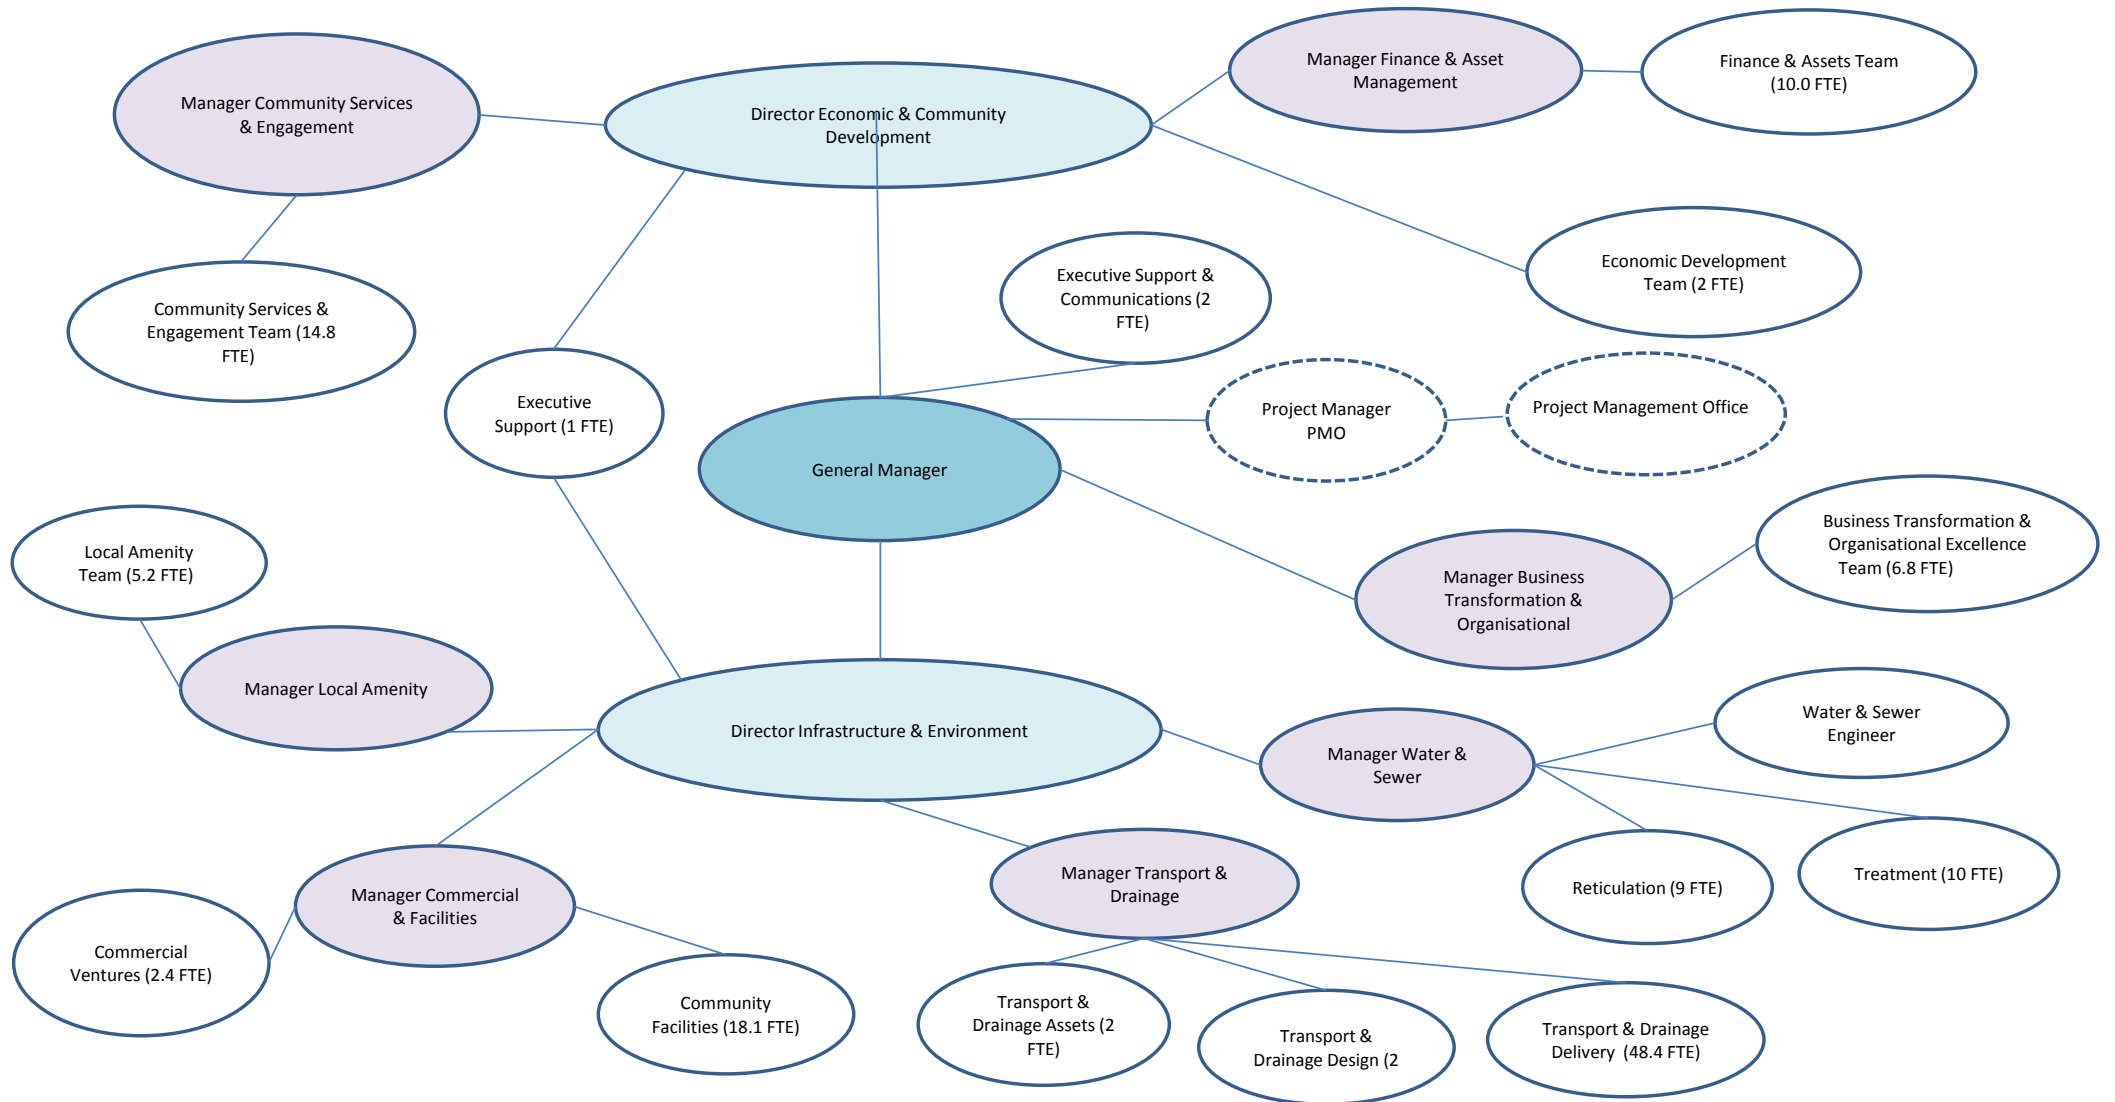 Manager Community Services
& Engagement
Director Economic & Community
Development
Manager Finance & Asset
Management
Finance & Assets Team
(10.0 FTE)
Community Services &
Engagement Team (14.8
FTE)
Executive Support &
Communications (2
FTE)
Economic Development
Team (2 FTE)
Executive
Support (1 FTE)
General Manager
Project Manager
PMO
Project Management Office
Local Amenity
Team (5.2 FTE)
Manager Business
Transformation &
Organisational
Business Transformation &
Organisational Excellence
Team (6.8 FTE)
Manager Local Amenity
Director Infrastructure & Environment
Manager Water &
Sewer
Water & Sewer
Engineer
Manager Commercial
& Facilities
Manager Transport &
Drainage
Reticulation (9 FTE)
Treatment (10 FTE)
Commercial
Ventures (2.4 FTE)
Community
Facilities (18.1 FTE)
Transport &
Drainage Assets (2
FTE)
Transport &
Drainage Design (2
Transport & Drainage
Delivery (48.4 FTE)